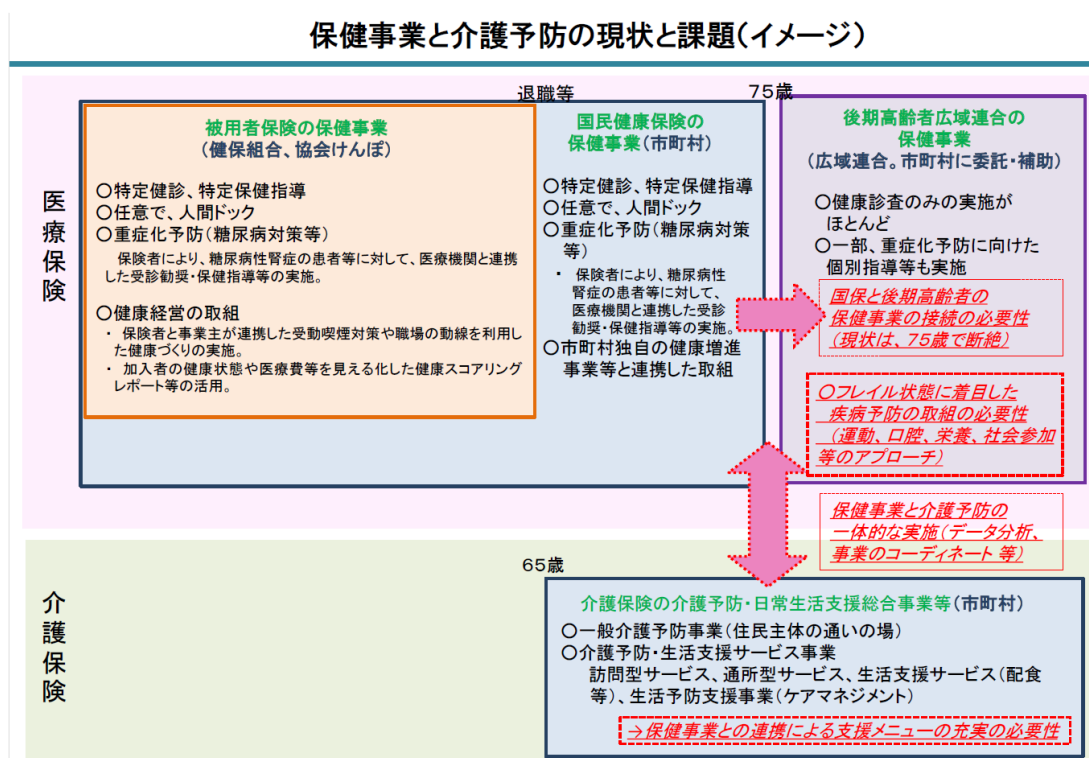 保健事業と介護予防の現状と課題(イメージ)
医療保険
退職等
75歳
被用者保険の保健事業
(健保組合、協会けんぽ)
○特定健診、特定保健指導
○任意で、人間ドック
○重症化予防(糖尿病対策等)
保険者により、糖尿病性腎症の患者等に対して、医療機関と連携
した受診勧奨・保健指導等の実施。
○健康経営の取組
・ 保険者と事業主が連携した受動喫煙対策や職場の動線を利用し
た健康づくりの実施。
・ 加入者の健康状態や医療費等を見える化した健康スコアリング
レポート等の活用。
国民健康保険の
保健事業(市町村)
○特定健診、特定保健指導
○任意で、人間ドック
○重症化予防(糖尿病対策
等)
・ 保険者により、糖尿病性
腎症の患者等に対して、
医療機関と連携した受診
勧奨・保健指導等の実施。
○市町村独自の健康増進
事業等と連携した取組
後期高齢者広域連合の
保健事業
(広域連合。市町村に委託・補助)
○健康診査のみの実施が
ほとんど
○一部、重症化予防に向けた
個別指導等も実施
国保と後期高齢者の
保健事業の接続の必要性
(現状は、75歳で断絶)
○フレイル状態に着目した
疾病予防の取組の必要性
(運動、口腔、栄養、社会参加
等のアプローチ)
保健事業と介護予防の
一体的な実施(データ分析、
事業のコーディネート 等)
介護保険
65歳
介護保険の介護予防・日常生活支援総合事業等(市町村)
○一般介護予防事業(住民主体の通いの場)
○介護予防・生活支援サービス事業
訪問型サービス、通所型サービス、生活支援サービス(配食
等)、生活予防支援事業(ケアマネジメント)
→保健事業との連携による支援メニューの充実の必要性